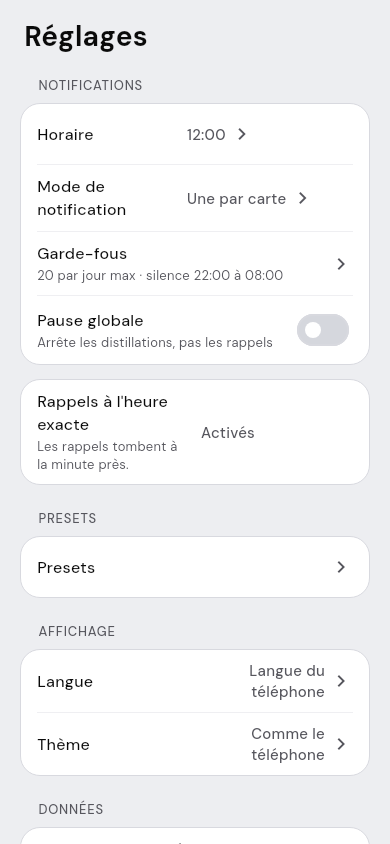 Réglages
NOTIFICATIONS
Horaire
12:00
Mode de
notification
Une par carte
Garde-fous
20 par jour max · silence 22:00 à 08:00
Pause globale
Arrête les distillations, pas les rappels
Rappels à l'heure
exacte
Les rappels tombent à
la minute près.
Activés
PRESETS
Presets
AFFICHAGE
Langue
Langue du
téléphone
Thème
Comme le
téléphone
DONNÉES